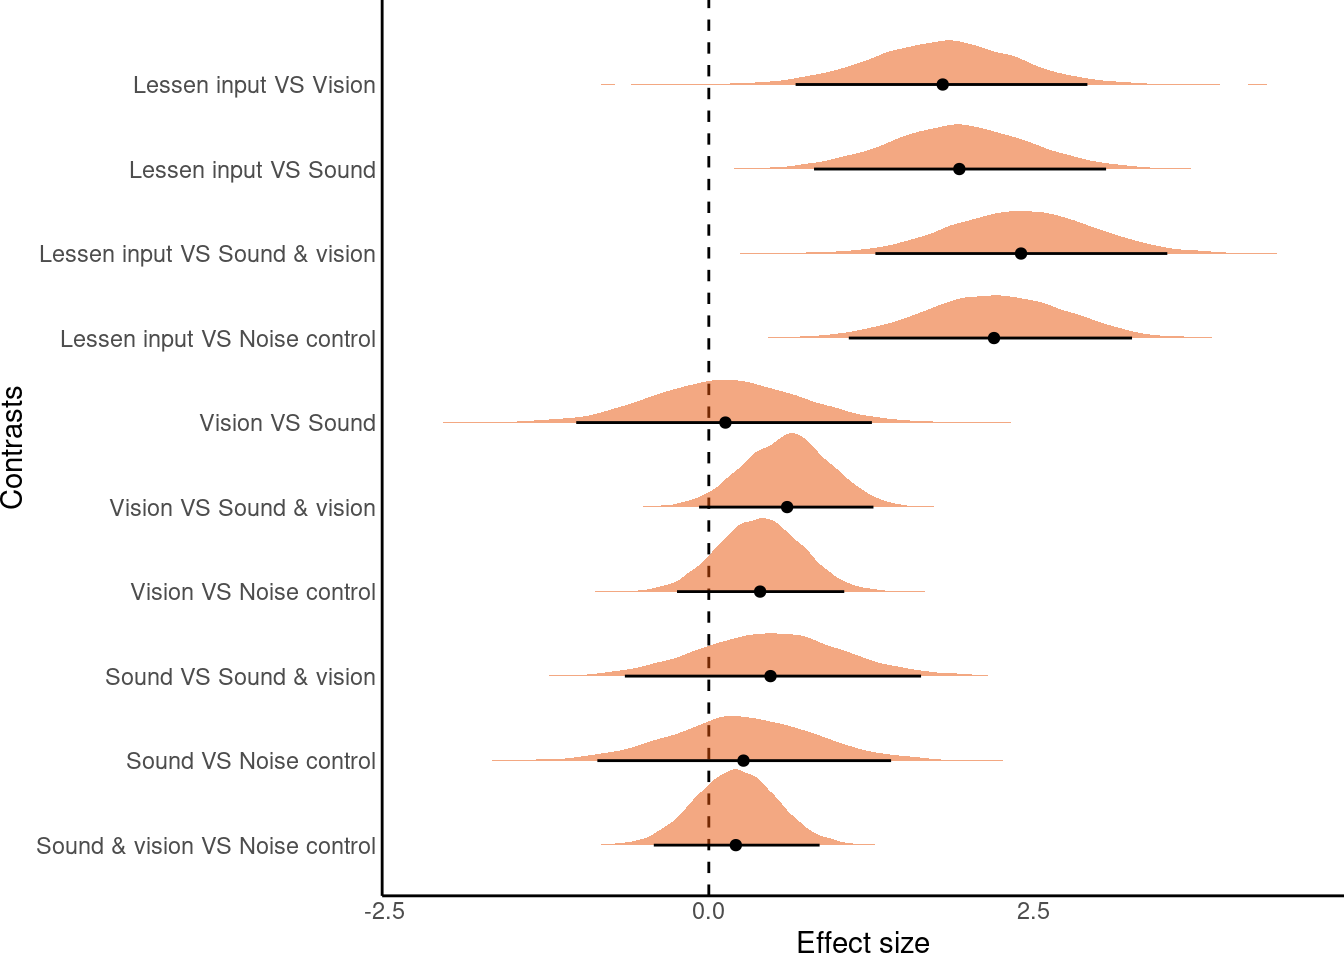 Contrasts
Lessen input VS Vision
Lessen input VS Sound
Lessen input VS Sound & vision
Lessen input VS Noise control
Vision VS Sound
Vision VS Sound & vision
Vision VS Noise control
Sound VS Sound & vision
Sound VS Noise control
Sound & vision VS Noise control
-2.5 0.0 2.5
Effect size